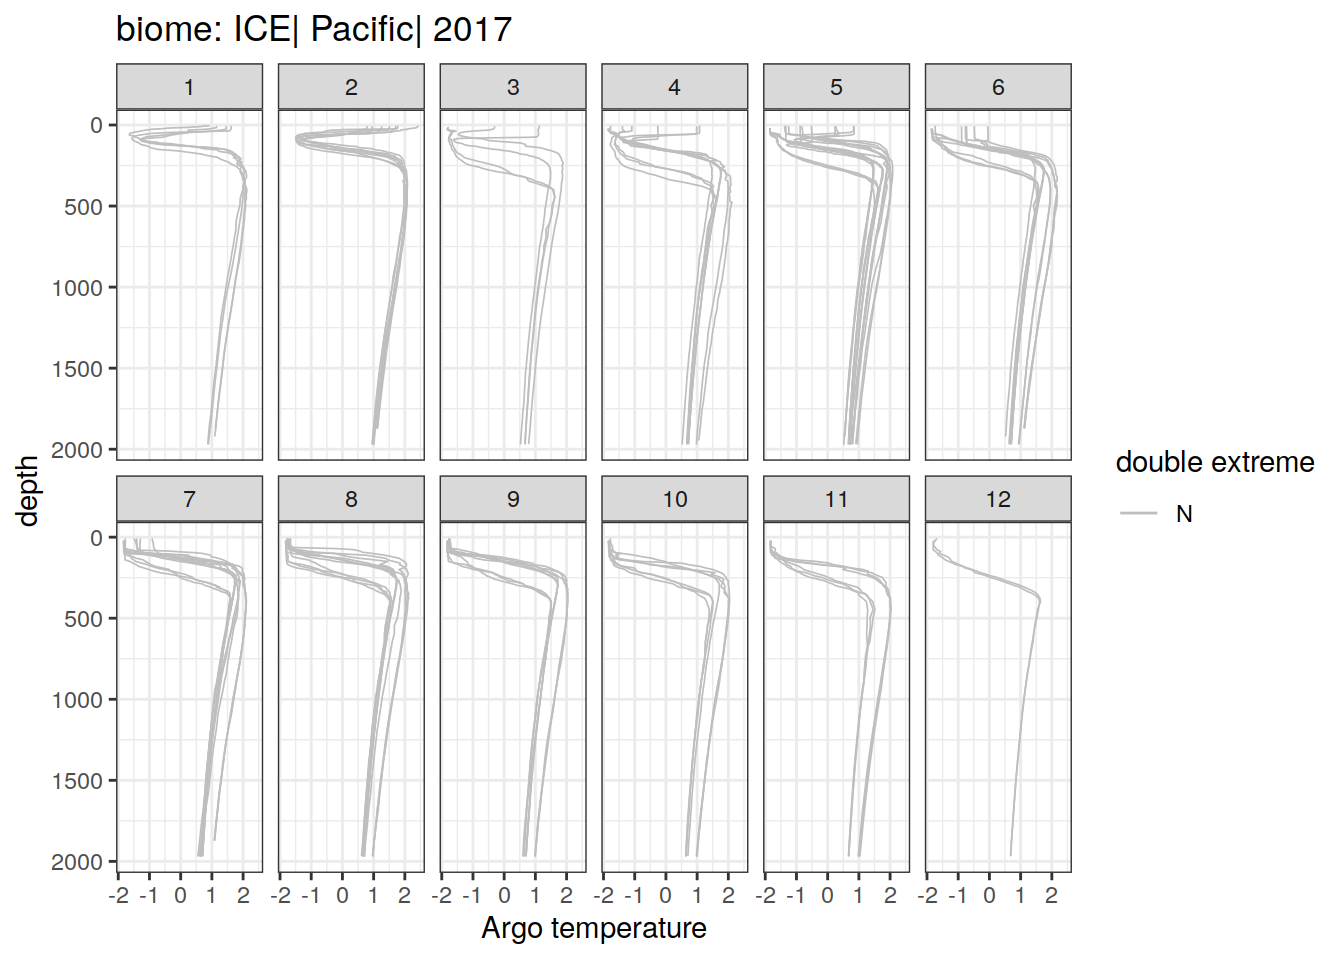 biome: ICE| Pacific| 2017
1 2 3 4 5 6
0
500
1000
1500
2000
depth
7 8 9 10 11 12
0
500
1000
1500
2000
-2 -1 0 1 2 -2 -1 0 1 2 -2 -1 0 1 2 -2 -1 0 1 2 -2 -1 0 1 2 -2 -1 0 1 2
Argo temperature
double extreme
N